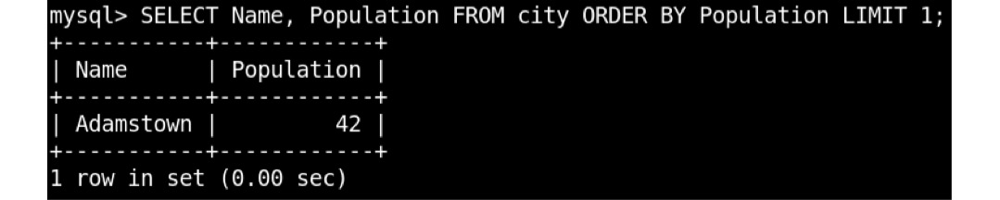 mysql> SELECT Name, Population FROM city ORDER BY Population LIMIT 1;
+-----------+------------+
| Name      | Population |
+-----------+------------+
| Adamstown |         42 |
+-----------+------------+
1 row in set (0.00 sec)